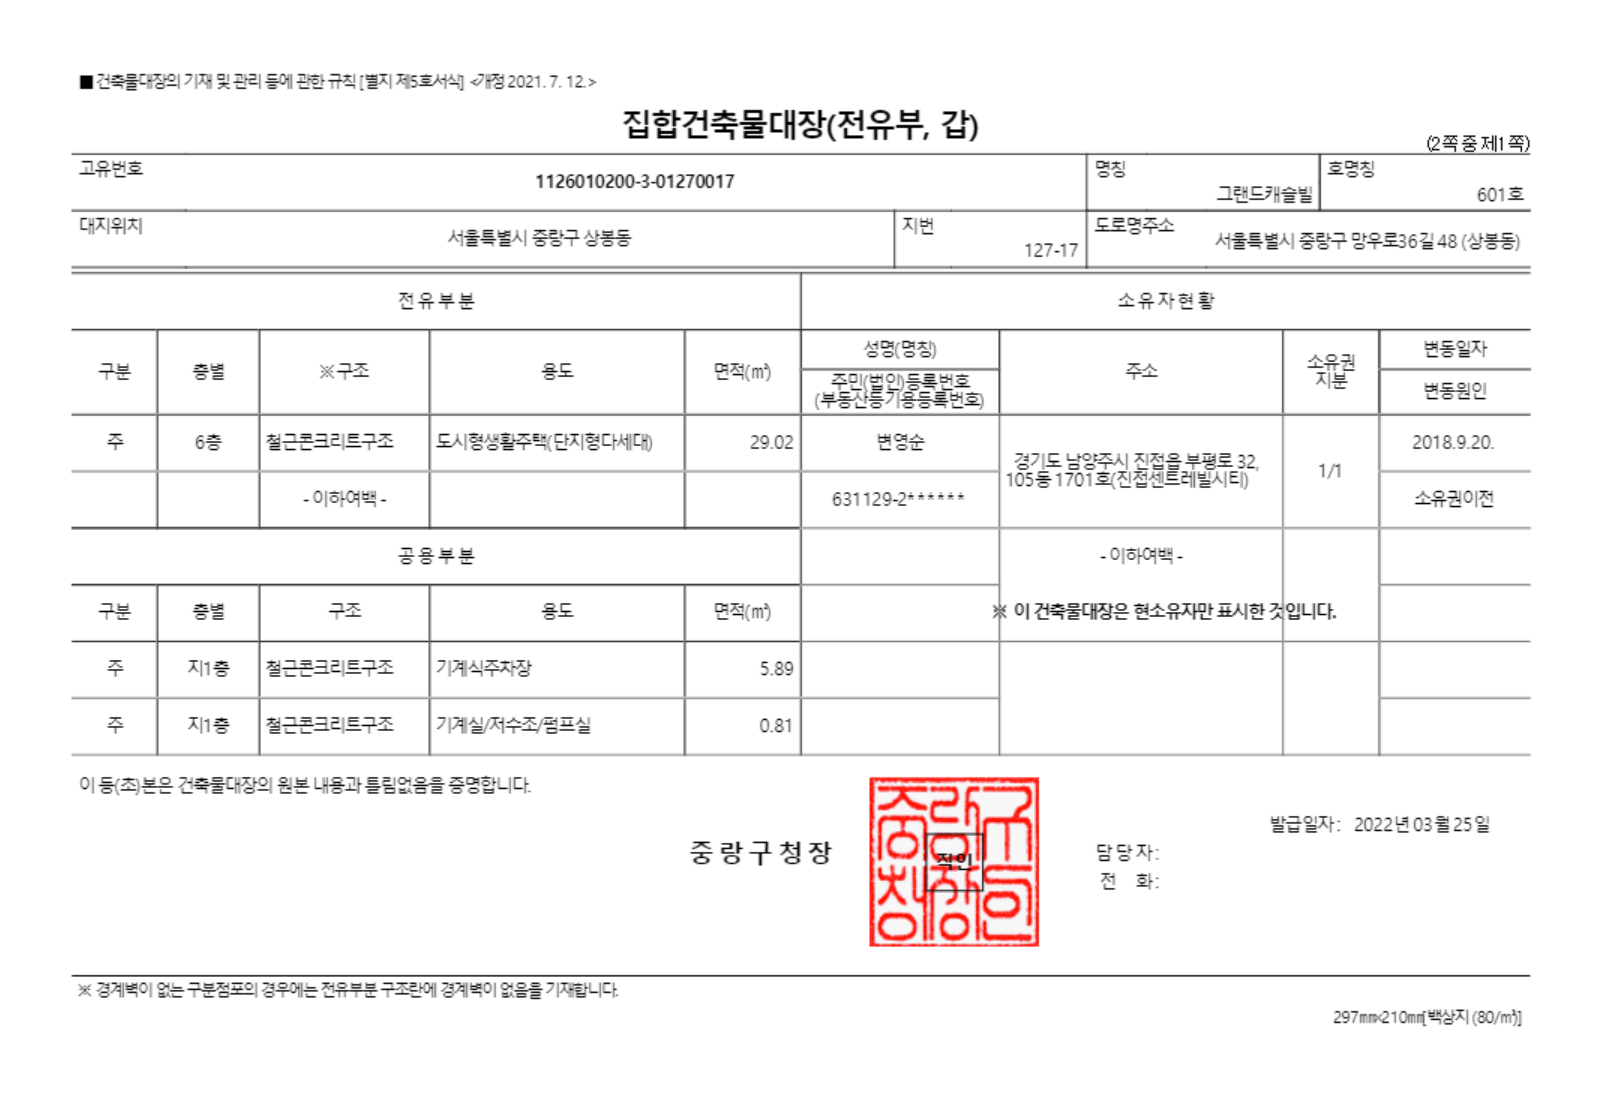 ■ 건축물대장의 기재 및 관리 등에 관한 규칙 [별지 제5호서식] <개정 2021. 7. 12.>
집합건축물대장(전유부, 갑)
(2쪽 중 제1쪽)
고유번호
1126010200-3-01270017
명칭
그랜드캐슬빌
호명칭
601호
대지위치
서울특별시 중랑구 상봉동
지번
127-17
도로명주소
서울특별시 중랑구 망우로36길 48 (상봉동)
전 유 부 분
소 유 자 현 황
구분 층별 ※구조 용도 면적(㎡)
성명(명칭)
주민(법인)등록번호
(부동산등기용등록번호)
주소
소유권
지분
변동일자
변동원인
주 6층 철근콘크리트구조 도시형생활주택(단지형다세대) 29.02
변영순
경기도 남양주시 진접읍 부평로 32,
105동 1701호(진접센트레빌시티)
1/1
2018.9.20.
- 이하여백 -
631129-2******
소유권이전
공 용 부 분
- 이하여백 -
구분 층별 구조 용도 면적(㎡)
※ 이 건축물대장은 현소유자만 표시한 것입니다.
주 지1층 철근콘크리트구조 기계식주차장 5.89
주 지1층 철근콘크리트구조 기계실/저수조/펌프실 0.81
이 등(초)본은 건축물대장의 원본 내용과 틀림없음을 증명합니다.
발급일자: 2022년 03월 25일
중 랑 구 청 장
직인
담 당 자:
전 화:
※ 경계벽이 없는 구분점포의 경우에는 전유부분 구조란에 경계벽이 없음을 기재합니다.
297㎜×210㎜[백상지 (80/㎡)]